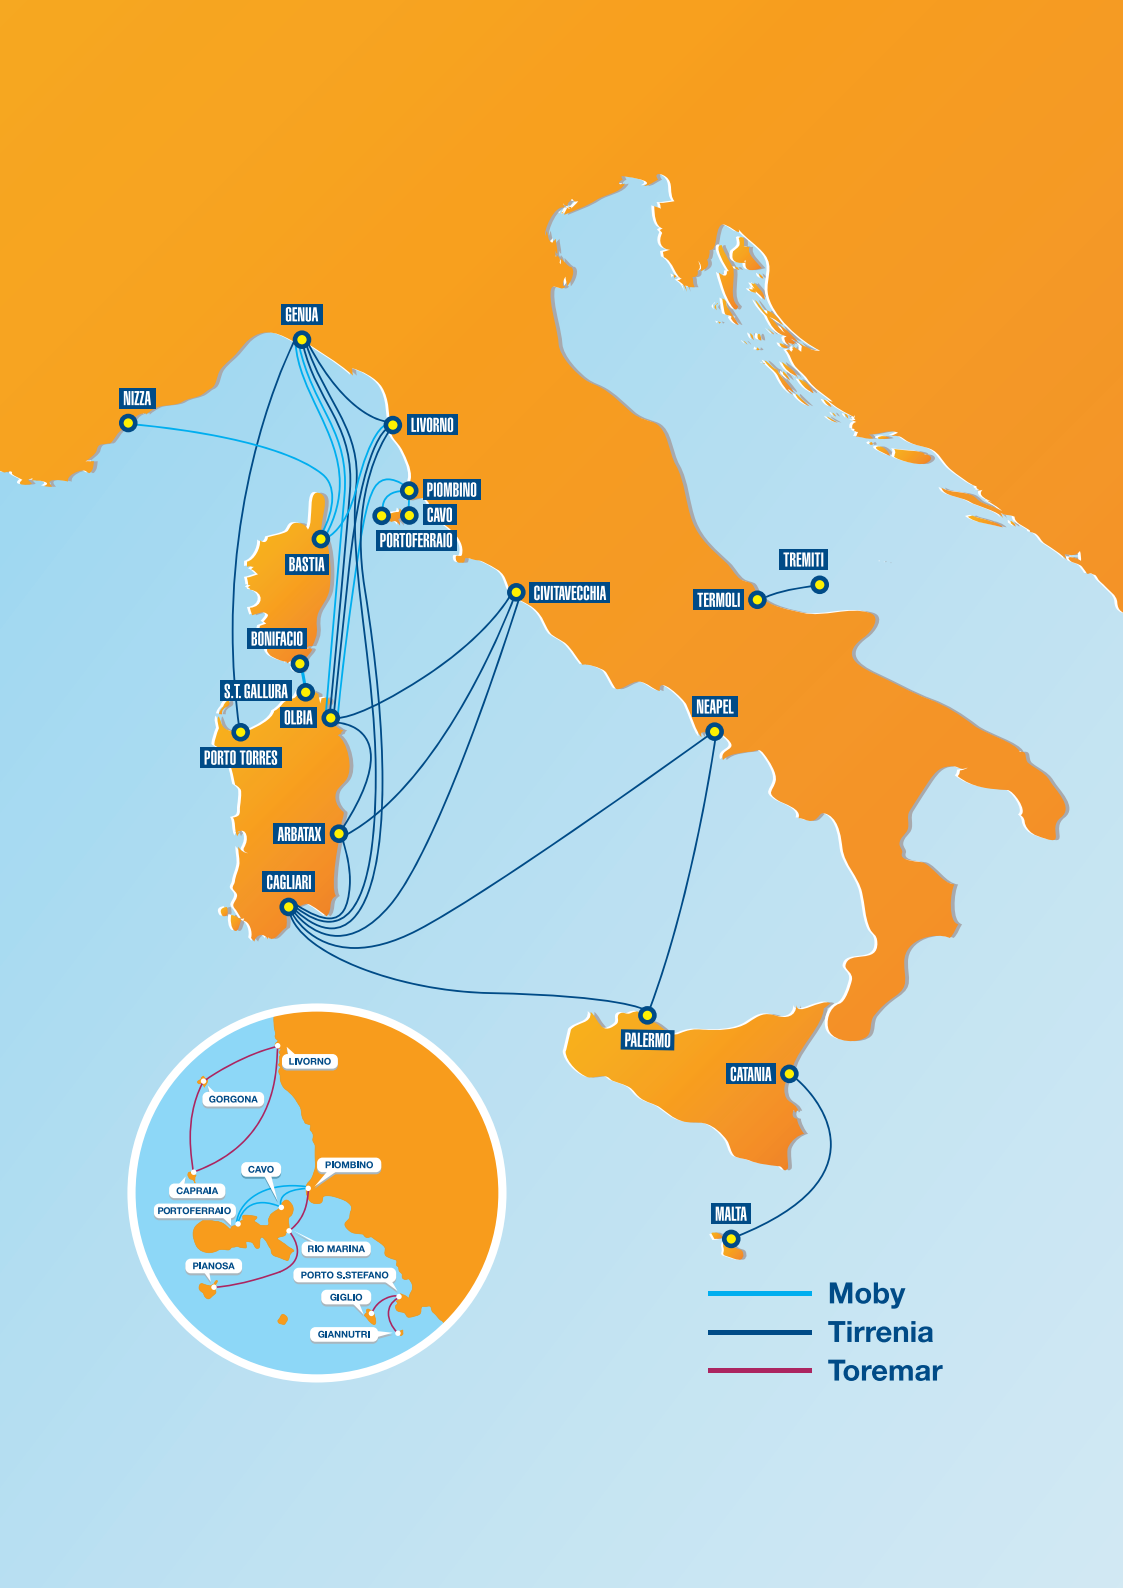 GENUA
NIZZA
LIVORNO
PIOMBINO
CAVO
PORTOFERRAIO
BASTIA
TREMITI
CIVITAVECCHIA
TERMOLI
BONIFACIO
S.T. GALLURA
OLBIA
NEAPEL
PORTO TORRES
ARBATAX
CAGLIARI
PALERMO
CATANIA
MALTA
LIVORNO
GORGONA
PIOMBINO
CAVO
CAPRAIA
PORTOFERRAIO
RIO MARINA
PIANOSA
PORTO S.STEFANO
GIGLIO
GIANNUTRI
Moby
Tirrenia
Toremar